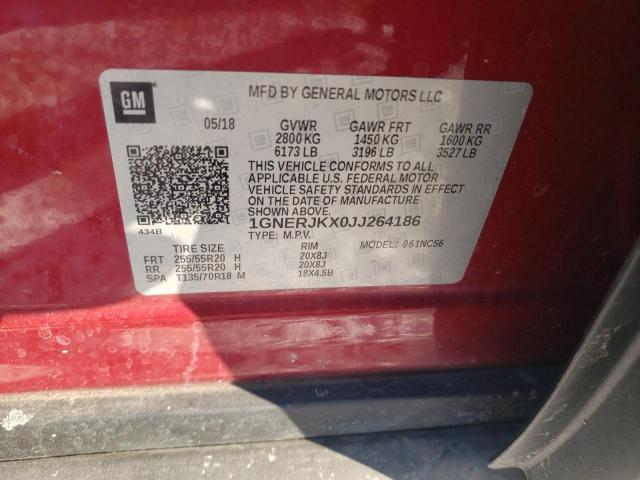 GM
MFD BY GENERAL MOTORS LLC
05/18 GVWR GAWR FRT GAWR RR
2800 KG 1450 KG 1600 KG
6173 LB 3196 LB 3527 LB
THIS VEHICLE CONFORMS TO ALL
APPLICABLE U.S. FEDERAL MOTOR
VEHICLE SAFETY STANDARDS IN EFFECT
ON THE DATE OF MANUFACTURE
SHOWN ABOVE.
434B T 1GNERJKX0JJ264186
TYPE: M.P.V. MODEL: 061NC56
TIRE SIZE RIM
FRT 255/55R20 H 20X8J
RR 255/55R20 H 20X8J
SPA T135/70R18 M 18X4.5B